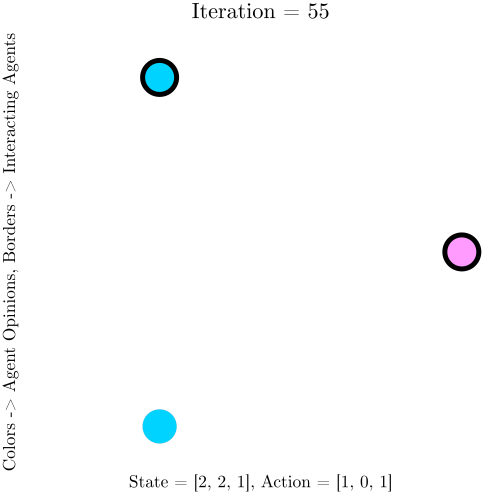 Iteration = 55
Colors -> Agent Opinions, Borders -> Interacting Agents
State = [2, 2, 1], Action = [1, 0, 1]